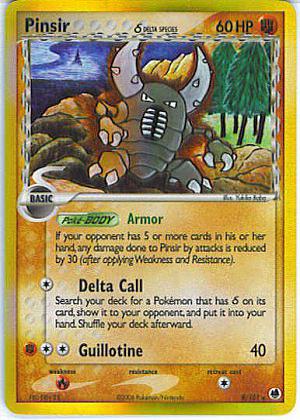 Pinsir δ DELTA SPECIES 60 HP
Illus. Yukiko Baba
BASIC
Poké-BODY Armor
If your opponent has 5 or more cards in his or her
hand, any damage done to Pinsir by attacks is reduced
by 30 (after applying Weakness and Resistance).
Delta Call
Search your deck for a Pokémon that has δ on its
card, show it to your opponent, and put it into your
hand. Shuffle your deck afterward.
Guillotine 40
weakness resistance retreat cost
©2006 Pokémon/Nintendo